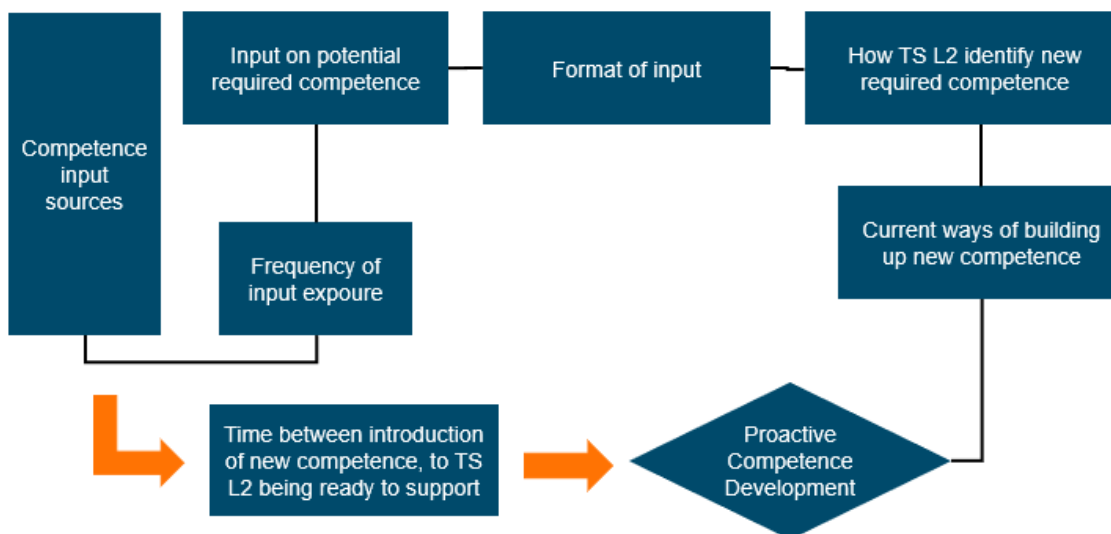 Competence
input
sources
Input on potential
required competence
Format of input
How TS L2 identify new
required competence
Frequency of
input expoure
Current ways of building
up new competence
Time between introduction
of new competence, to TS
L2 being ready to support
Proactive
Competence
Development